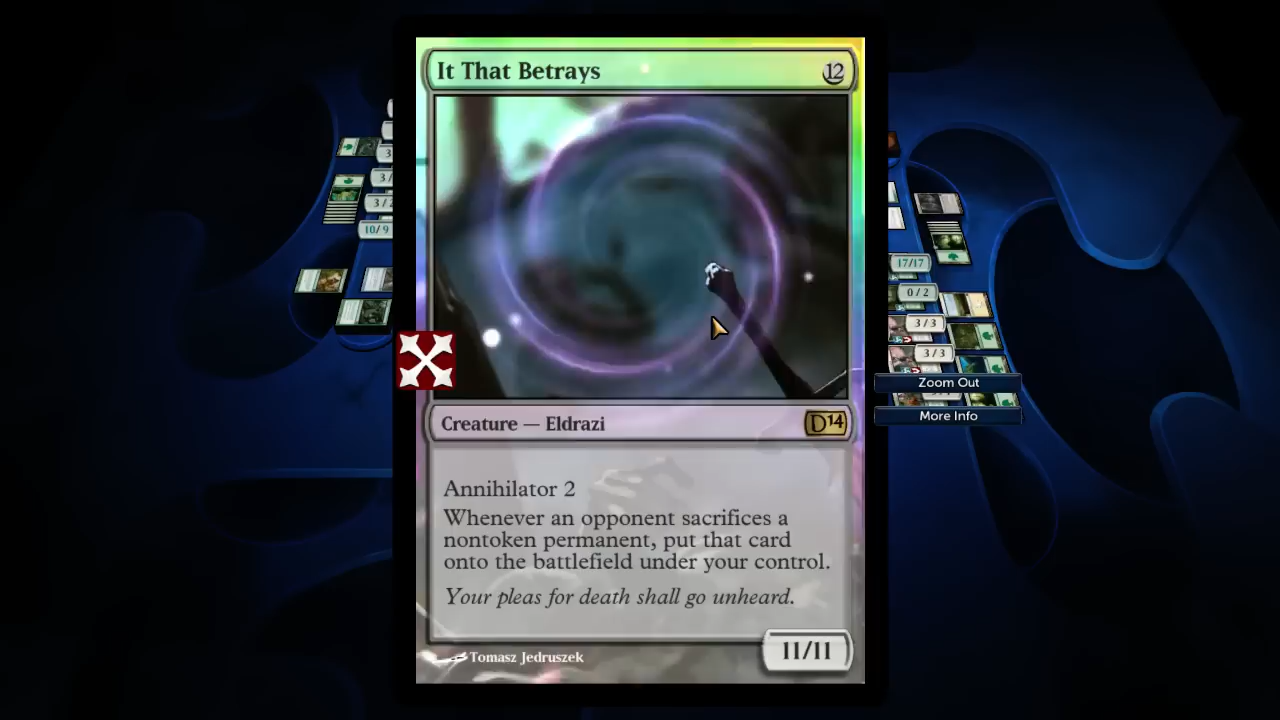 It That Betrays
12
Creature — Eldrazi
D14
Annihilator 2
Whenever an opponent sacrifices a
nontoken permanent, put that card
onto the battlefield under your control.
Your pleas for death shall go unheard.
Tomasz Jedruszek
11/11
10/9
17/17
0/2
3/3
3/3
Zoom Out
More Info